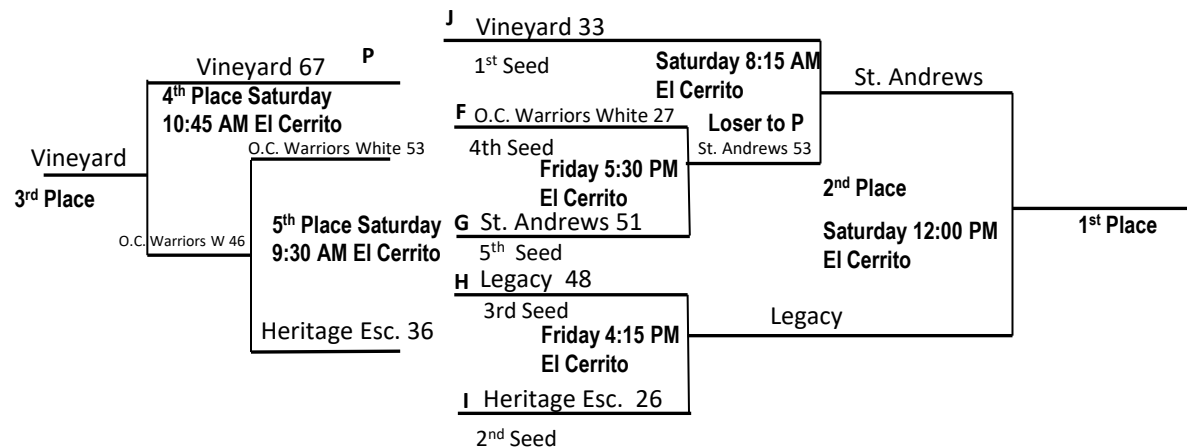 J
Vineyard 33
P
Vineyard 67
1st Seed
Saturday 8:15 AM
El Cerrito
St. Andrews
4th Place Saturday
10:45 AM El Cerrito
F
O.C. Warriors White 27
Loser to P
O.C. Warriors White 53
4th Seed
St. Andrews 53
Vineyard
Friday 5:30 PM
El Cerrito
3rd Place
2nd Place
G
St. Andrews 51
5th Place Saturday
9:30 AM El Cerrito
O.C. Warriors W 46
5th Seed
Saturday 12:00 PM
El Cerrito
1st Place
H
Legacy 48
3rd Seed
Legacy
Heritage Esc. 36
Friday 4:15 PM
El Cerrito
I
Heritage Esc. 26
2nd Seed